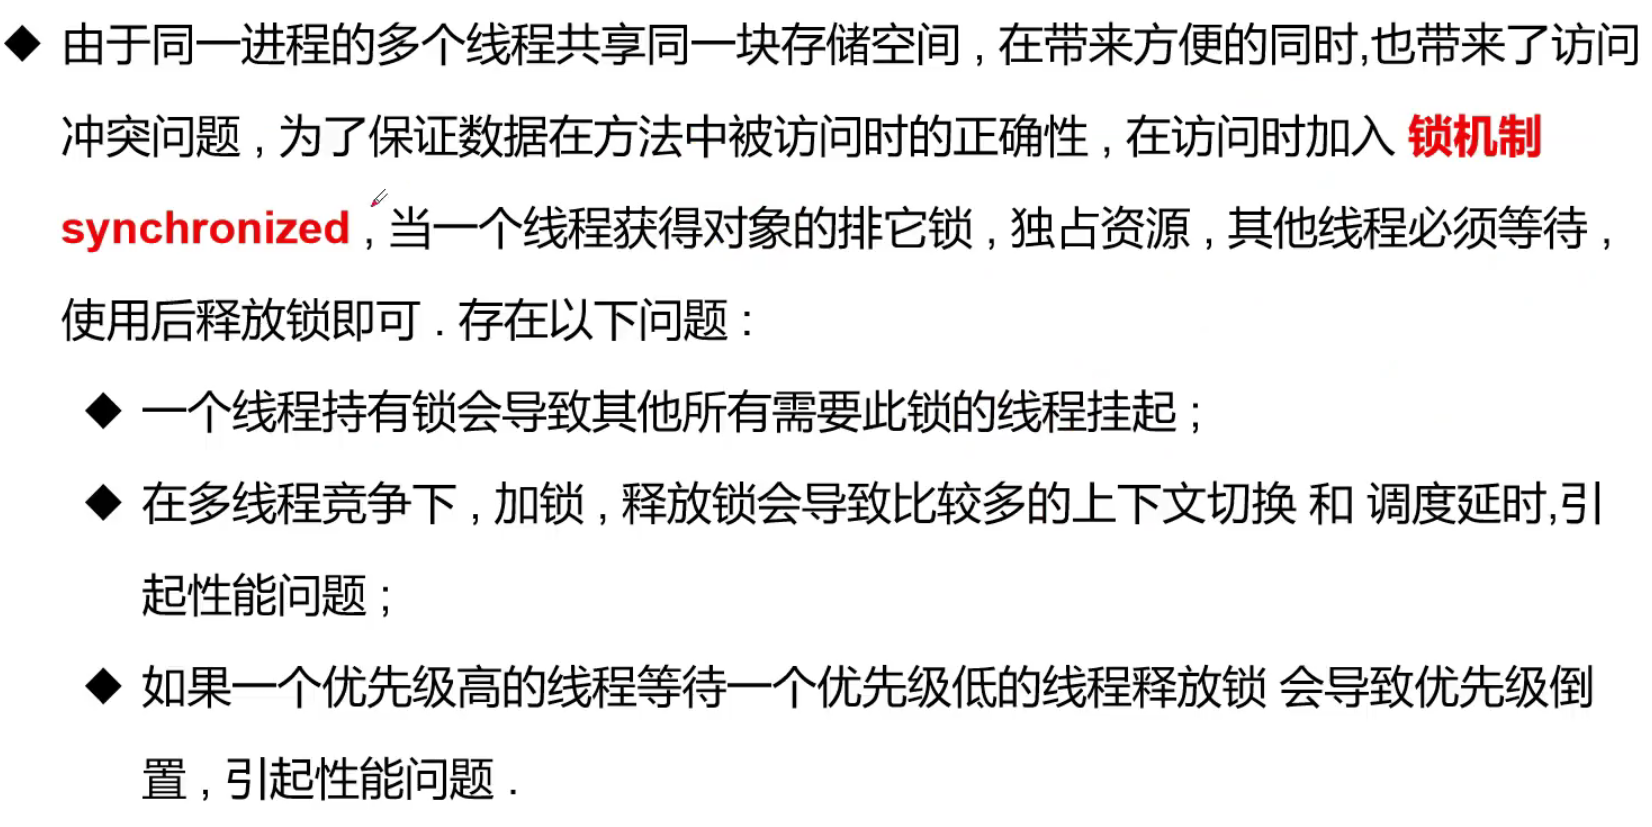 ◆ 由于同一进程的多个线程共享同一块存储空间 , 在带来方便的同时,也带来了访问
冲突问题 , 为了保证数据在方法中被访问时的正确性 , 在访问时加入 锁机制
synchronized , 当一个线程获得对象的排它锁 , 独占资源 , 其他线程必须等待 ,
使用后释放锁即可 . 存在以下问题 :
◆ 一个线程持有锁会导致其他所有需要此锁的线程挂起 ;
◆ 在多线程竞争下 , 加锁 , 释放锁会导致比较多的上下文切换 和 调度延时,引
起性能问题 ;
◆ 如果一个优先级高的线程等待一个优先级低的线程释放锁 会导致优先级倒
置 , 引起性能问题 .